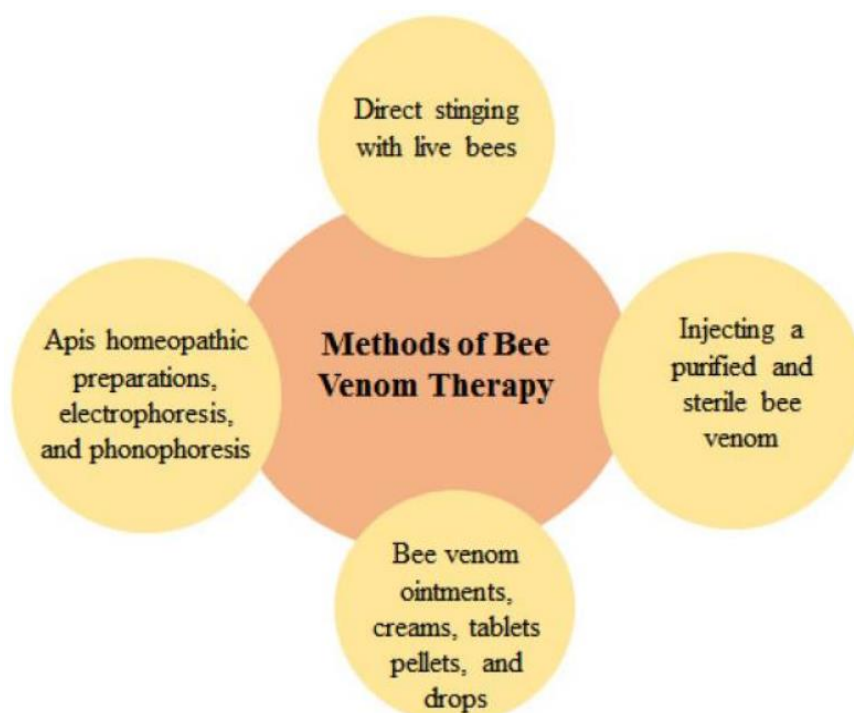 Direct stinging
with live bees
Methods of Bee
Venom Therapy
Apis homeopathic
preparations,
electrophoresis,
and phonophoresis
Injecting a
purified and
sterile bee
venom
Bee venom
ointments,
creams, tablets
pellets, and
drops